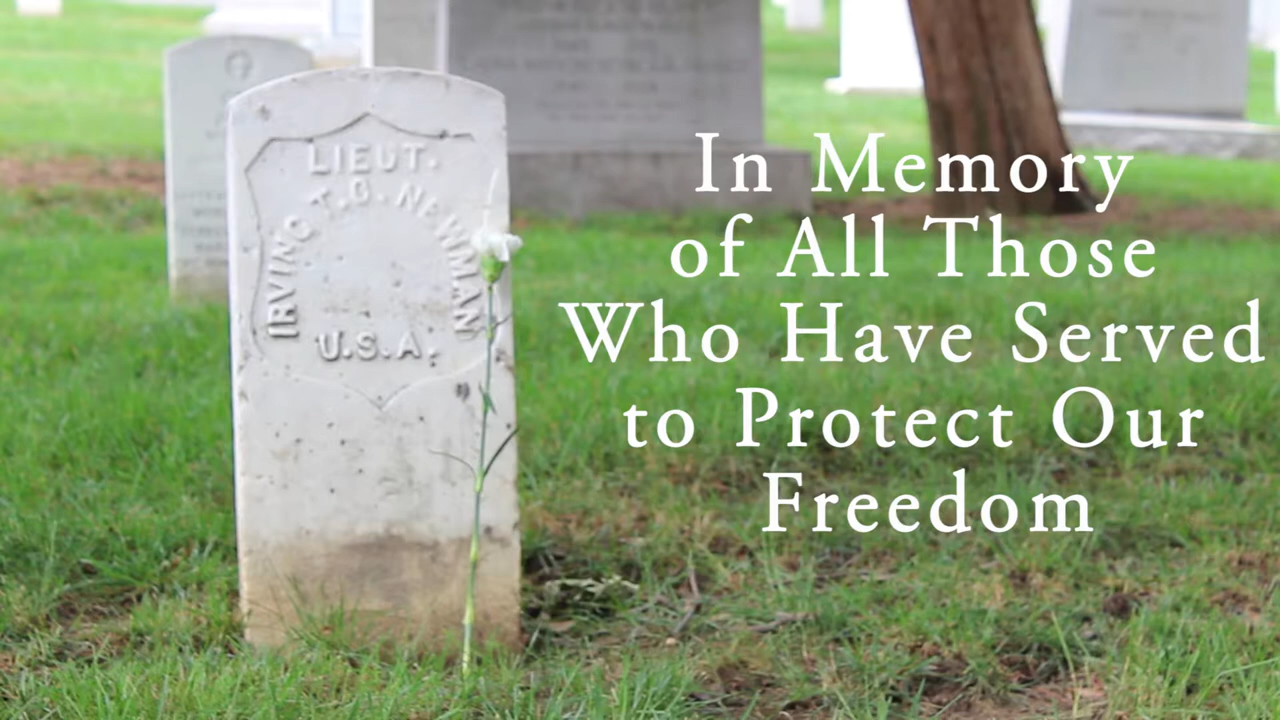 LIEUT.
IRVING T.G. NEWMAN
U.S.A.
In Memory
of All Those
Who Have Served
to Protect Our
Freedom